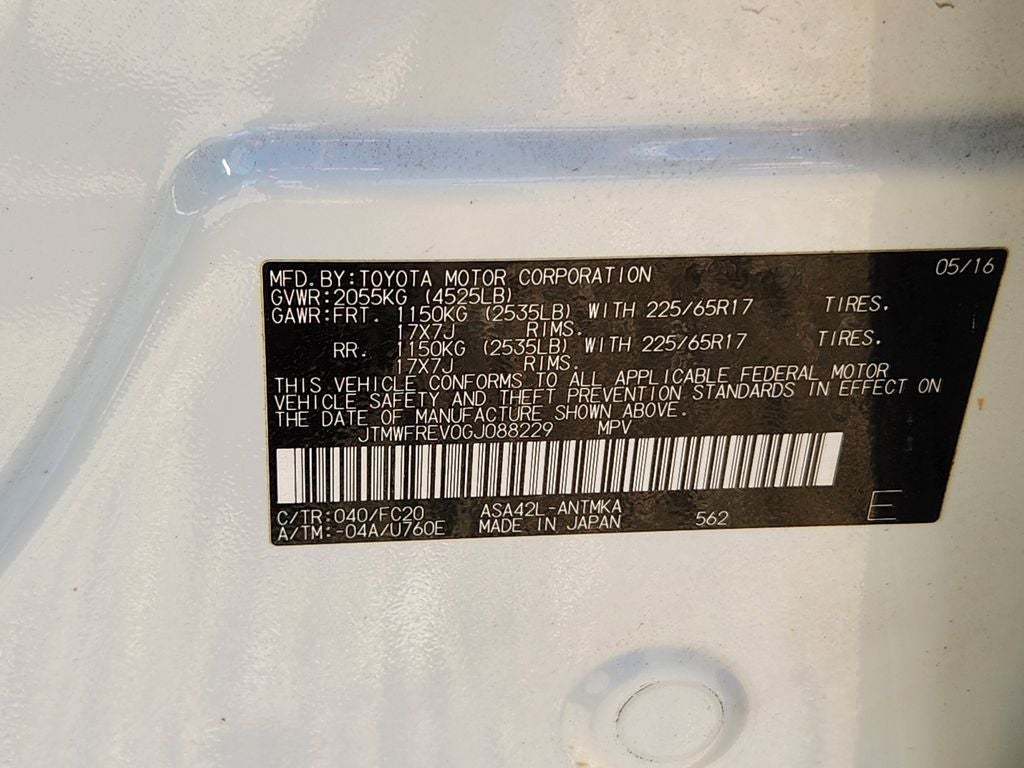 05/16
MFD. BY: TOYOTA MOTOR CORPORATION
GVWR: 2055KG (4525LB)
GAWR: FRT. 1150KG (2535LB) WITH 225/65R17 TIRES.
17X7J RIMS.
RR. 1150KG (2535LB) WITH 225/65R17 TIRES.
17X7J RIMS.
THIS VEHICLE CONFORMS TO ALL APPLICABLE FEDERAL MOTOR
VEHICLE SAFETY AND THEFT PREVENTION STANDARDS IN EFFECT ON
THE DATE OF MANUFACTURE SHOWN ABOVE.
JTMWFREV0GJ088229 MPV
C/TR: 040/FC20 ASA42L-ANTMKA
A/TM: -04A/U760E MADE IN JAPAN 562 E